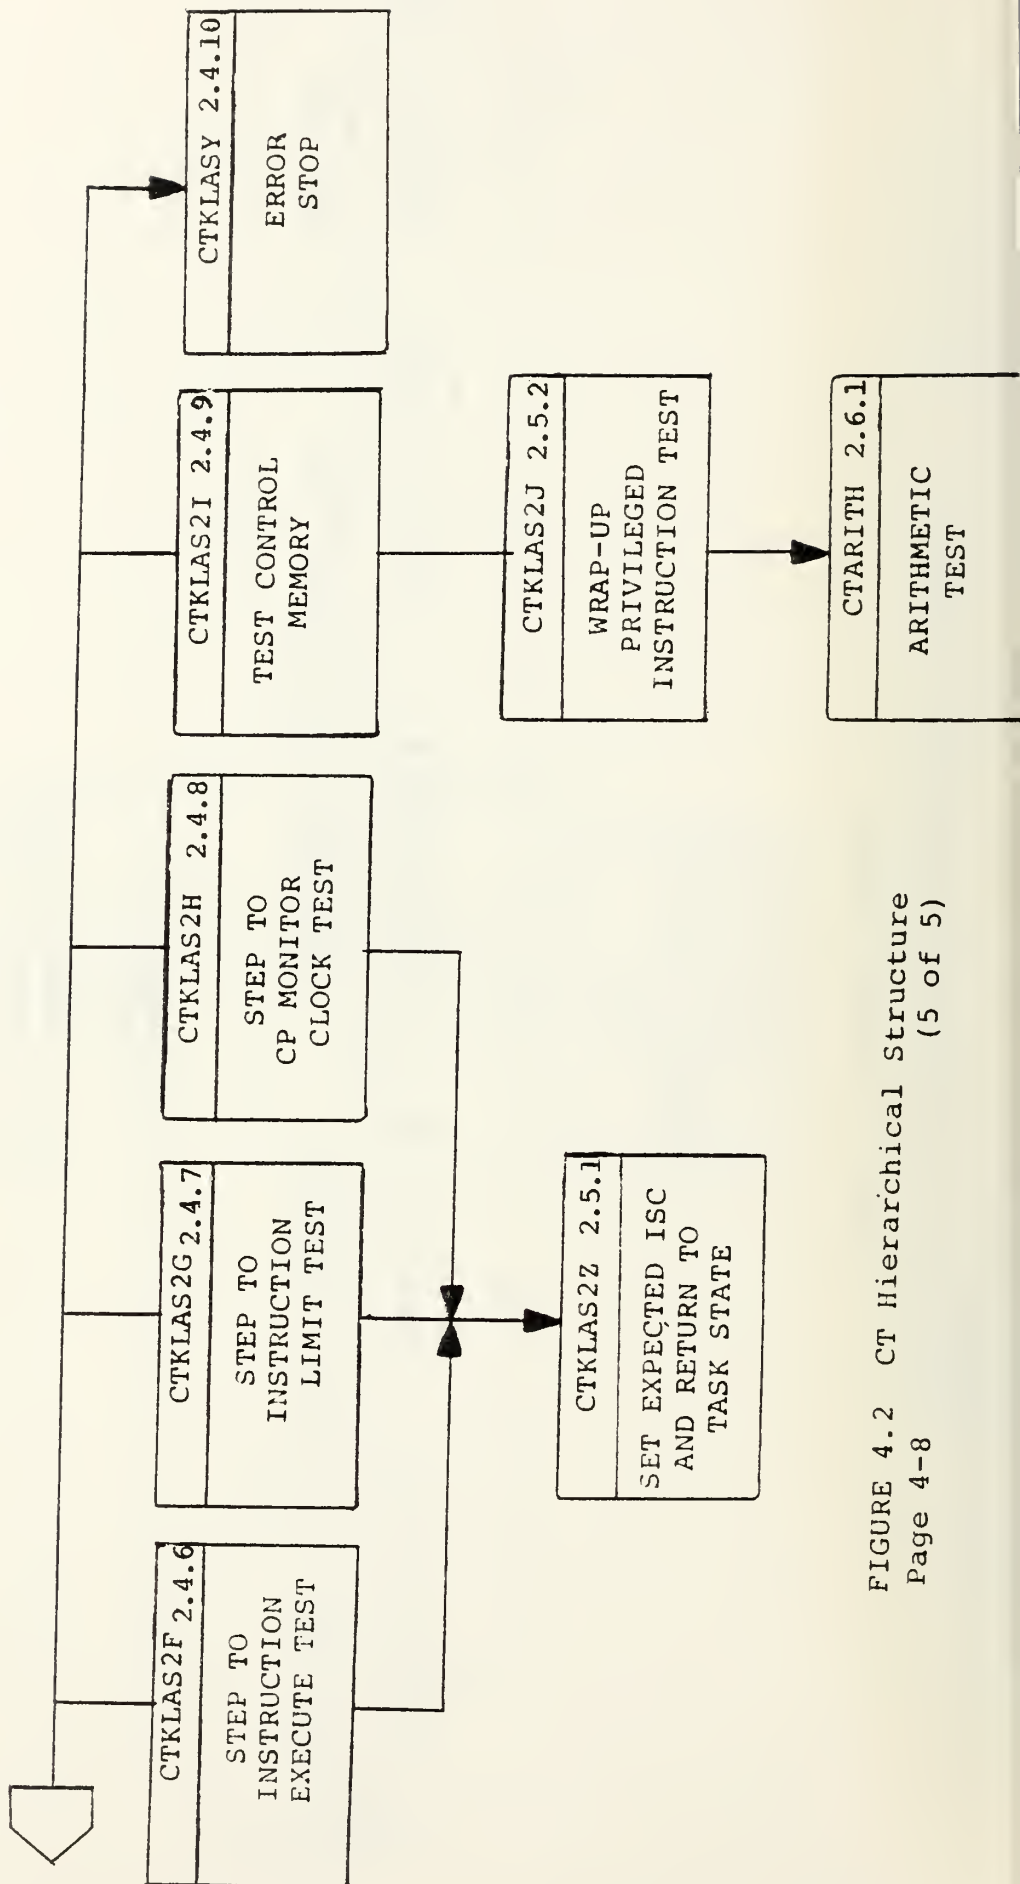 CTKLAS2F 2.4.6
STEP TO
INSTRUCTION
EXECUTE TEST
CTKLAS2G 2.4.7
STEP TO
INSTRUCTION
LIMIT TEST
CTKLAS2H 2.4.8
STEP TO
CP MONITOR
CLOCK TEST
CTKLAS2I 2.4.9
TEST CONTROL
MEMORY
CTKLASY 2.4.10
ERROR
STOP
CTKLAS2Z 2.5.1
SET EXPECTED ISC
AND RETURN TO
TASK STATE
CTKLAS2J 2.5.2
WRAP-UP
PRIVILEGED
INSTRUCTION TEST
CTARITH 2.6.1
ARITHMETIC
TEST
FIGURE 4.2 CT Hierarchical Structure
Page 4-8 (5 of 5)